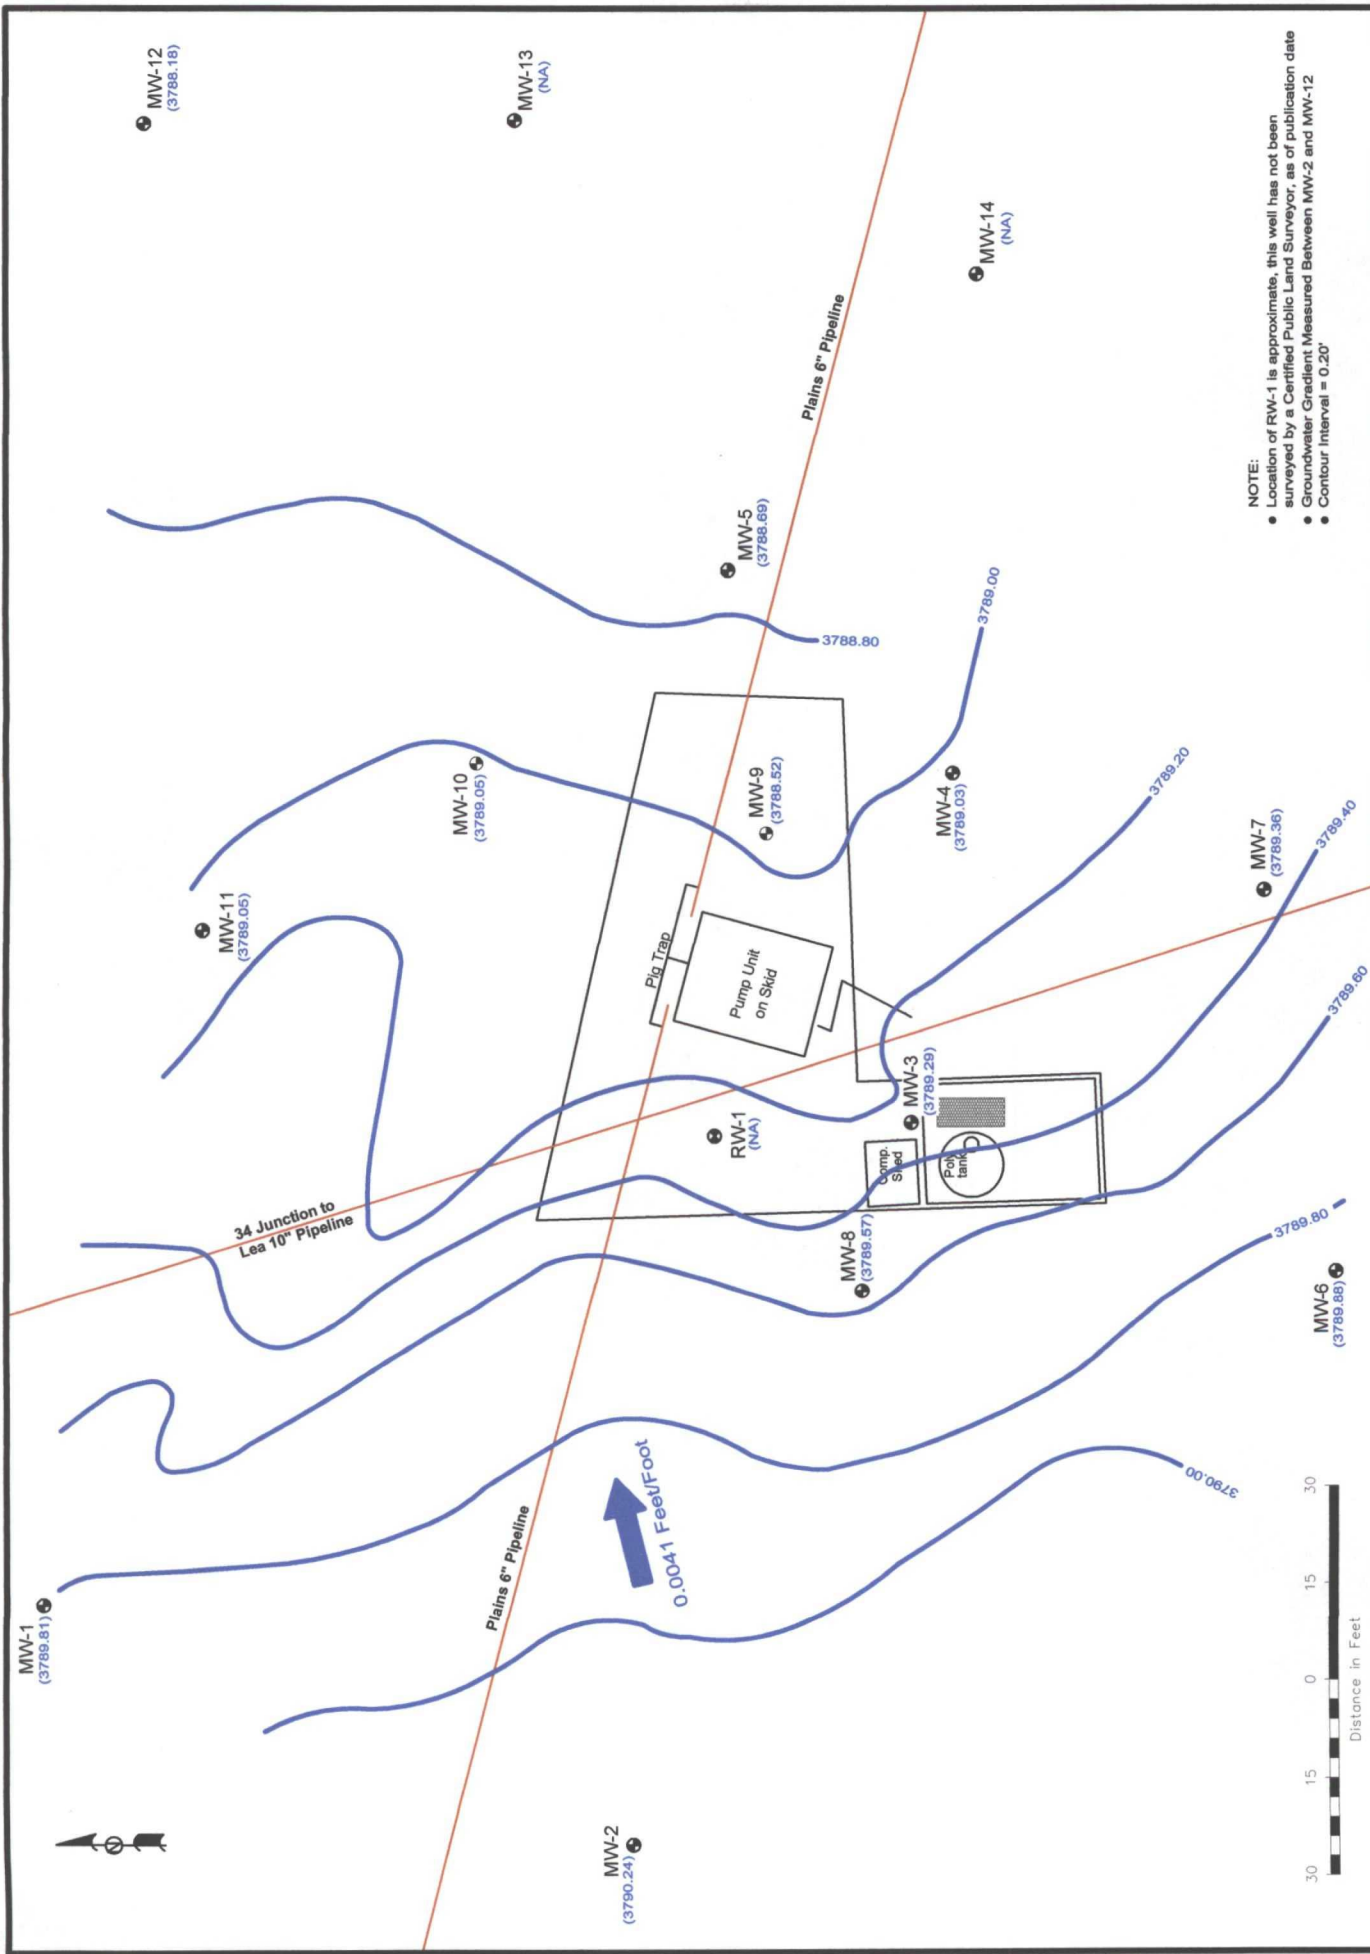 MW-1
(3789.81)
MW-12
(3788.18)
MW-11
(3789.05)
34 Junction to
Lea 10" Pipeline
MW-10
(3789.05)
MW-13
(NA)
N
Plains 6" Pipeline
MW-2
(3790.24)
0.0041 Feet/Foot
Pig Trap
Pump Unit
on Skid
RW-1
(NA)
MW-9
(3788.52)
MW-5
(3788.69)
Plains 6" Pipeline
3788.80
MW-8
(3789.57)
Comp.
Shed
MW-3
(3789.29)
Poly
tank
MW-4
(3789.03)
3789.00
MW-14
(NA)
3789.20
3790.00
MW-7
(3789.36)
3789.40
3789.60
3789.80
MW-6
(3789.88)
NOTE:
● Location of RW-1 is approximate, this well has not been
surveyed by a Certified Public Land Surveyor, as of publication date
● Groundwater Gradient Measured Between MW-2 and MW-12
● Contour Interval = 0.20'
30 15 0 15 30
Distance in Feet